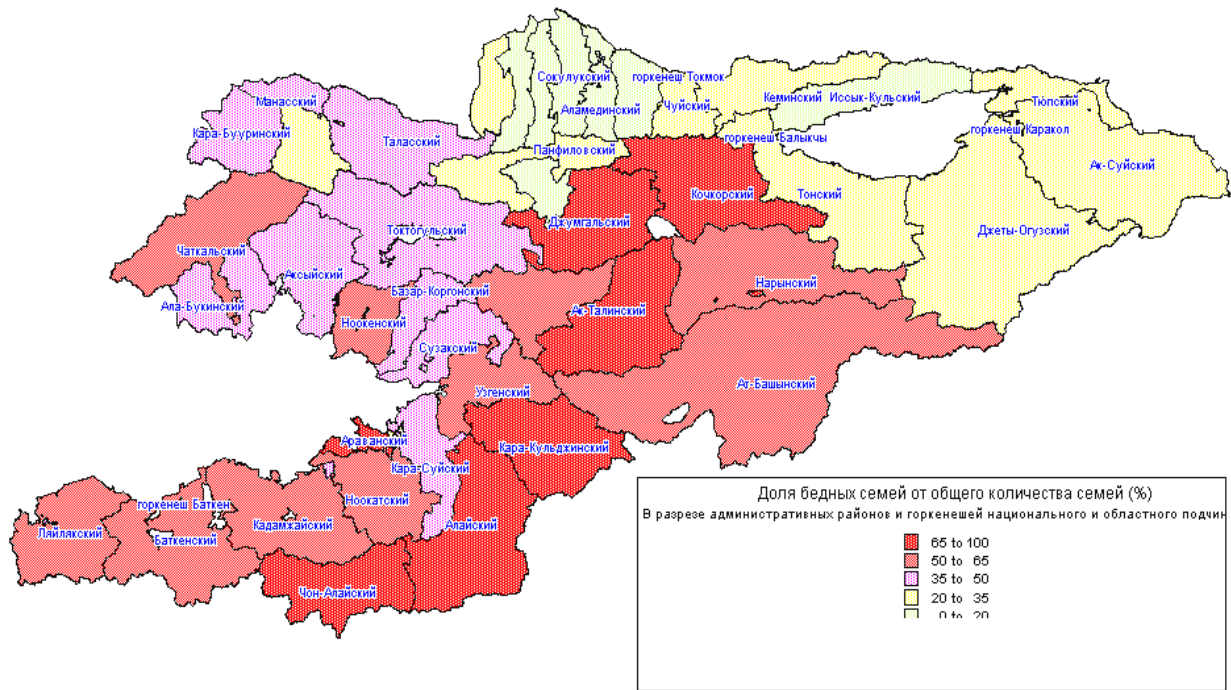 Сокулукский
горкенеш Токмок
Аламединский
Чуйский
Кеминский
Иссык-Кульский
Манасский
Тюпский
Кара-Бууринский
Таласский
Панфиловский
горкенеш Балыкчы
горкенеш Каракол
Ак-Суйский
Кочкорский
Тонский
Джумгальский
Токтогульский
Джеты-Огузский
Чаткальский
Аксыйский
Нарынский
Базар-Коргонский
Ала-Букинский
Ноокенский
Ак-Талинский
Сузакский
Узгенский
Ат-Башынский
Араванский
Кара-Кульджинский
Кара-Суйский
горкенеш Баткен
Ноокатский
Кадамжайский
Алайский
Ляйлякский
Баткенский
Чон-Алайский
Доля бедных семей от общего количества семей (%)
В разрезе административных районов и горкенешей национального и областного подчин
65 to 100
50 to 65
35 to 50
20 to 35
0 to 20